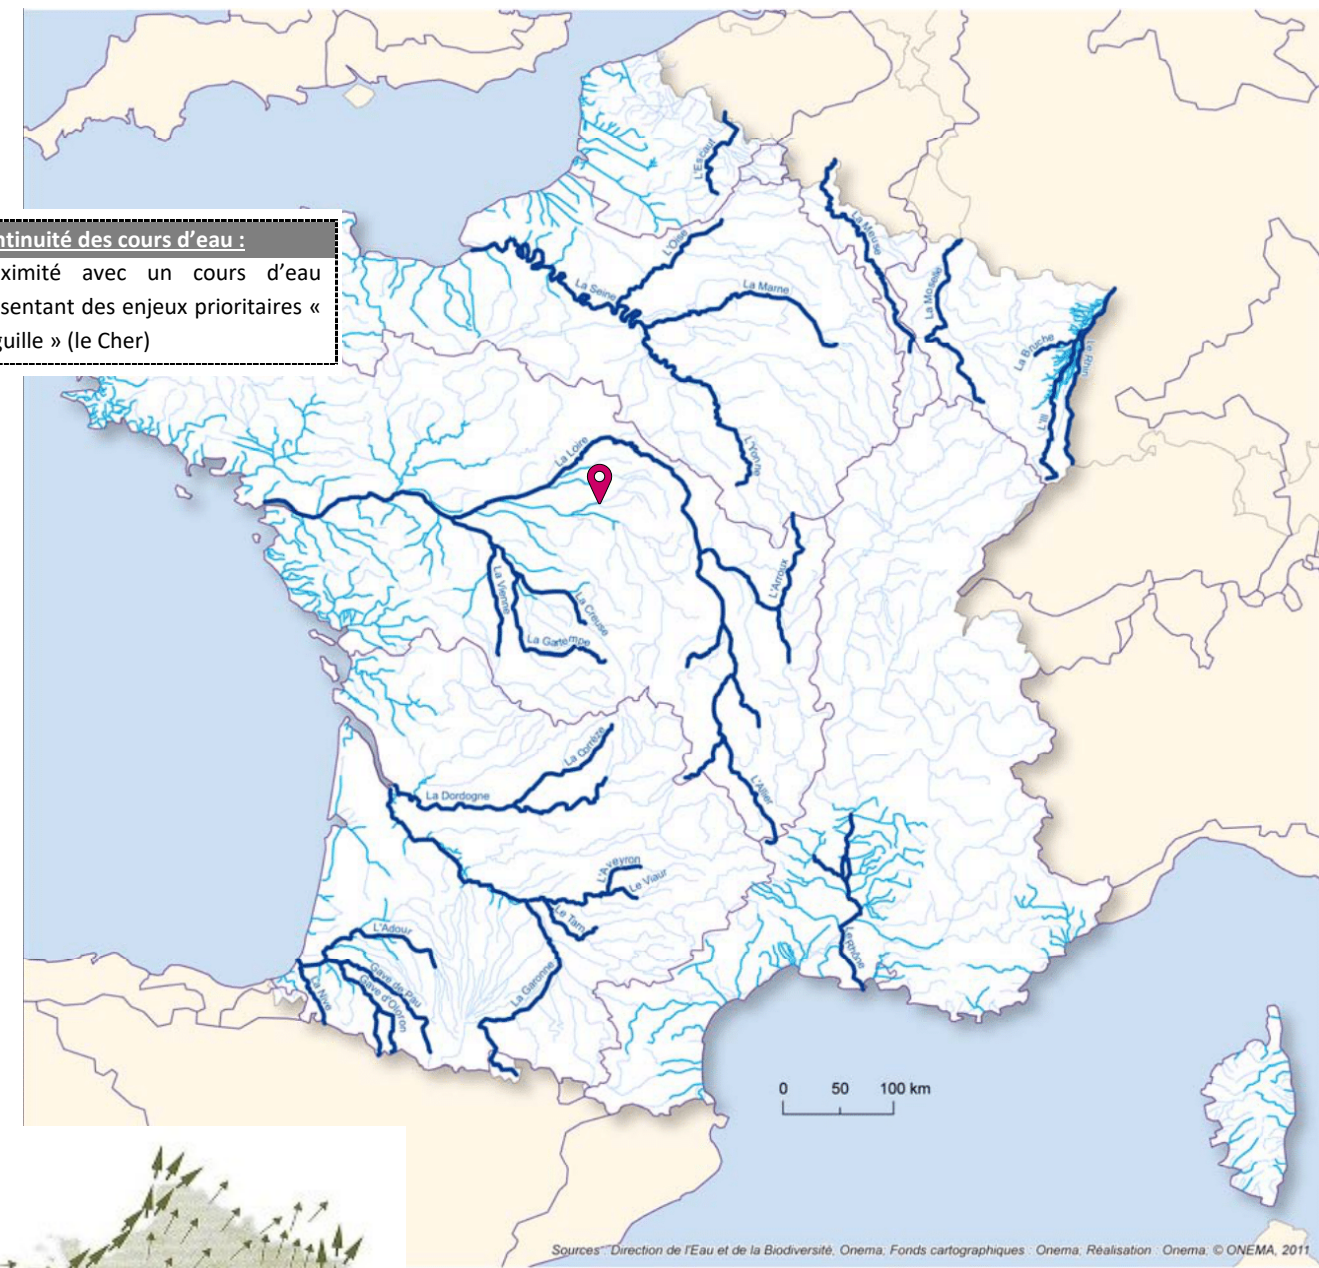 ntinuité des cours d'eau :
ximité avec un cours d'eau
sentant des enjeux prioritaires «
guille » (le Cher)
L'Escaut
La Meuse
L'Oise
La Seine
La Marne
La Moselle
La Bruche
Le Rhin
L'Ill
L'Yonne
La Loire
L'Arroux
La Vienne
La Creuse
La Gartempe
La Corrèze
La Dordogne
L'Allier
L'Aveyron
Le Viaur
Le Tarn
Le Rhône
L'Adour
Gave de Pau
Gave d'Oloron
La Nive
La Garonne
0 50 100 km
Sources : Direction de l'Eau et de la Biodiversité, Onema, Fonds cartographiques : Onema, Réalisation : Onema, © ONEMA, 2011